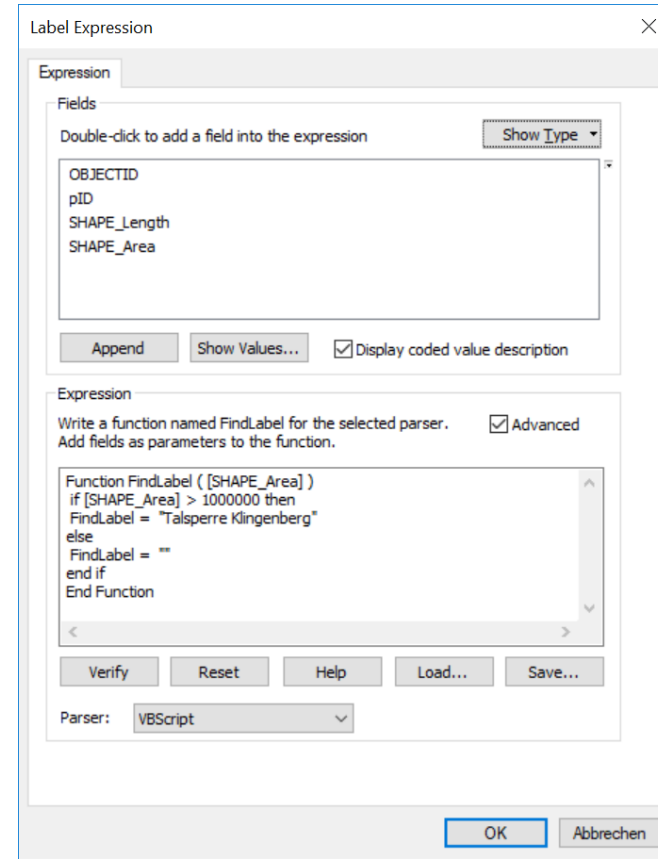 Label Expression
Expression
Fields
Double-click to add a field into the expression
Show Type
OBJECTID
pID
SHAPE_Length
SHAPE_Area
Append
Show Values...
Display coded value description
Expression
Write a function named FindLabel for the selected parser.
Add fields as parameters to the function.
Advanced
Function FindLabel ( [SHAPE_Area] )
if [SHAPE_Area] > 1000000 then
FindLabel = "Talsperre Klingenberg"
else
FindLabel = ""
end if
End Function
Verify
Reset
Help
Load...
Save...
Parser:
VBScript
OK
Abbrechen